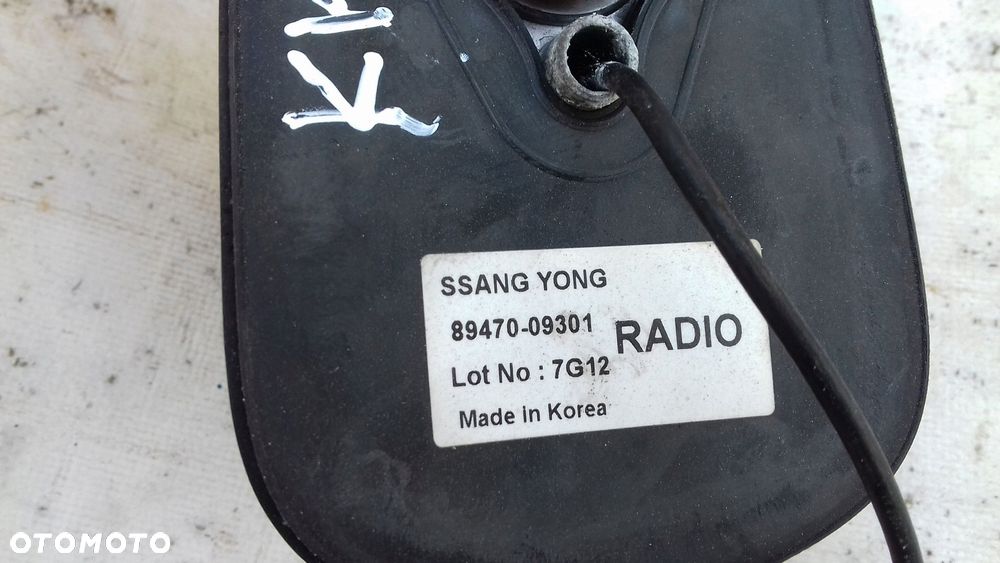 SSANG YONG
89470-09301
RADIO
Lot No : 7G12
Made in Korea
OTOMOTO